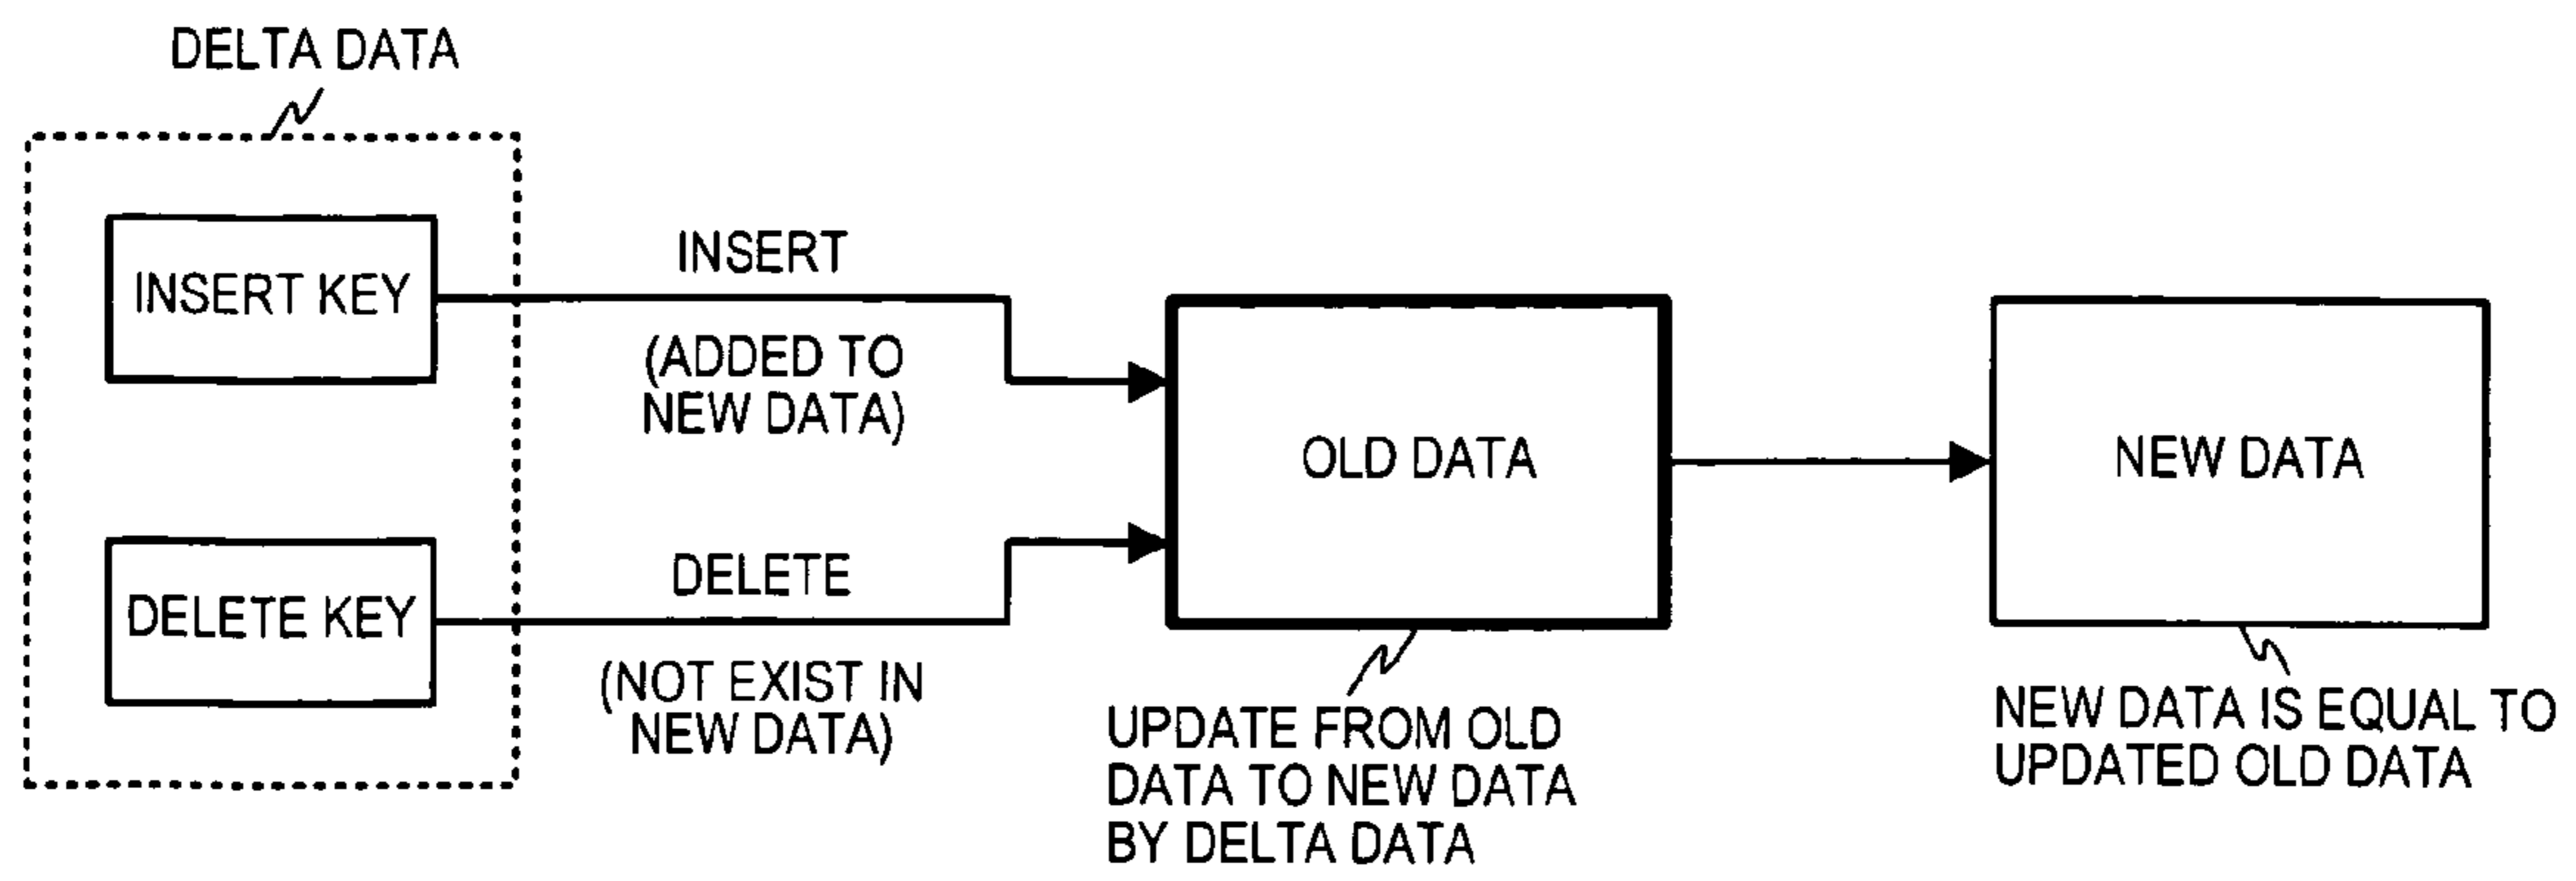 DELTA DATA
INSERT KEY
INSERT
(ADDED TO
NEW DATA)
DELETE KEY
DELETE
(NOT EXIST IN
NEW DATA)
OLD DATA
UPDATE FROM OLD
DATA TO NEW DATA
BY DELTA DATA
NEW DATA
NEW DATA IS EQUAL TO
UPDATED OLD DATA